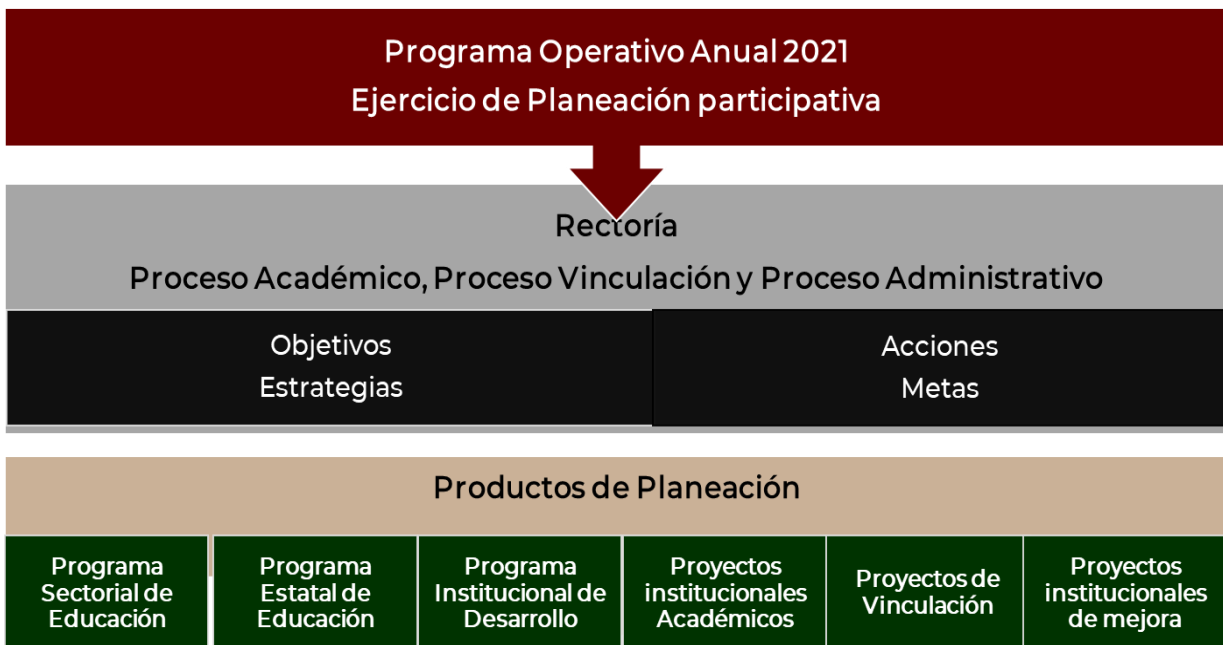 Programa Operativo Anual 2021
Ejercicio de Planeación participativa
Rectoría
Proceso Académico, Proceso Vinculación y Proceso Administrativo
Objetivos
Estrategias
Acciones
Metas
Productos de Planeación
Programa
Sectorial de
Educación
Programa
Estatal de
Educación
Programa
Institucional de
Desarrollo
Proyectos
institucionales
Académicos
Proyectos de
Vinculación
Proyectos
institucionales
de mejora